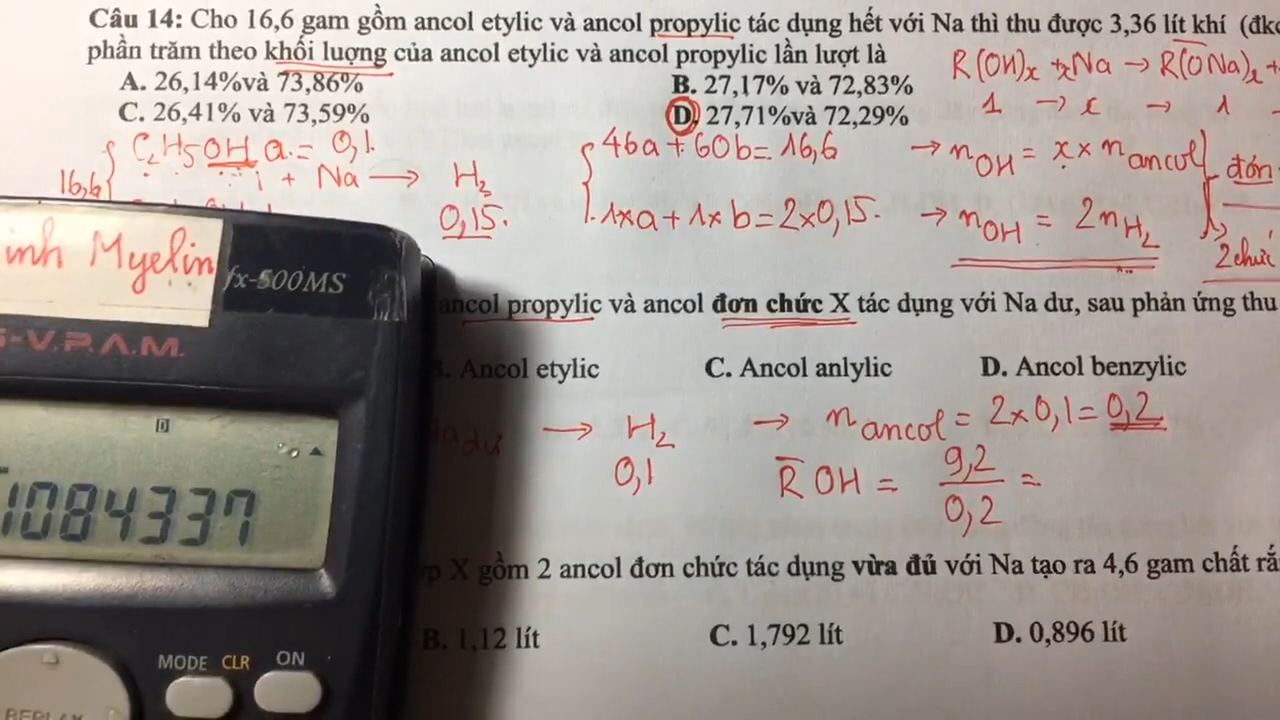 Câu 14: Cho 16,6 gam gồm ancol etylic và ancol propylic tác dụng hết với Na thì thu được 3,36 lít khí (đkc
phần trăm theo khối luợng của ancol etylic và ancol propylic lần lượt là
R(OH)x + xNa → R(ONa)x +
A. 26,14%và 73,86% B. 27,17% và 72,83%
1 → x → 1
C. 26,41% và 73,59% D. 27,71%và 72,29%
C2H5OH a = 0,1
46a + 60b = 16,6 → nOH = x × nancol
đón
16,6
+ Na → H2
0,15
1×a + 1×b = 2×0,15 → nOH = 2nH2
2 chức
inh Myelin
fx-500MS
S-V.P.A.M.
ancol propylic và ancol đơn chức X tác dụng với Na dư, sau phản ứng thu
B. Ancol etylic C. Ancol anlylic D. Ancol benzylic
dư → H2 → nancol = 2×0,1 = 0,2
0,1 R̅OH = 9,2/0,2 =
1084337
p X gồm 2 ancol đơn chức tác dụng vừa đủ với Na tạo ra 4,6 gam chất rắ
B. 1,12 lít C. 1,792 lít D. 0,896 lít
MODE CLR ON
REPLAY